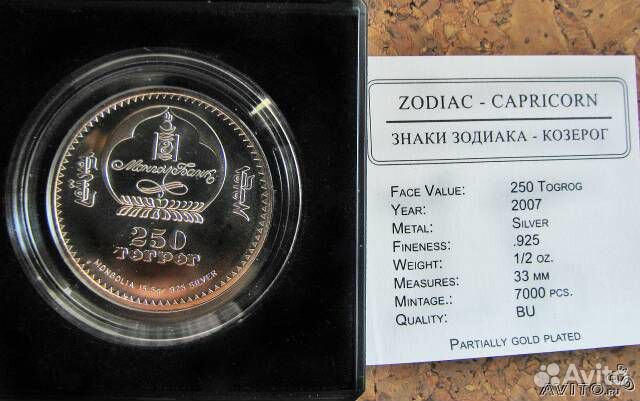 Монголбанк
250
төгрөг
MONGOLIA 15.5gr 925 SILVER
ZODIAC - CAPRICORN
ЗНАКИ ЗОДИАКА - КОЗЕРОГ
FACE VALUE: 250 TOGROG
YEAR: 2007
METAL: SILVER
FINENESS: .925
WEIGHT: 1/2 OZ.
MEASURES: 33 MM
MINTAGE.: 7000 PCS.
QUALITY: BU
PARTIALLY GOLD PLATED
Avito
AVITO.ru